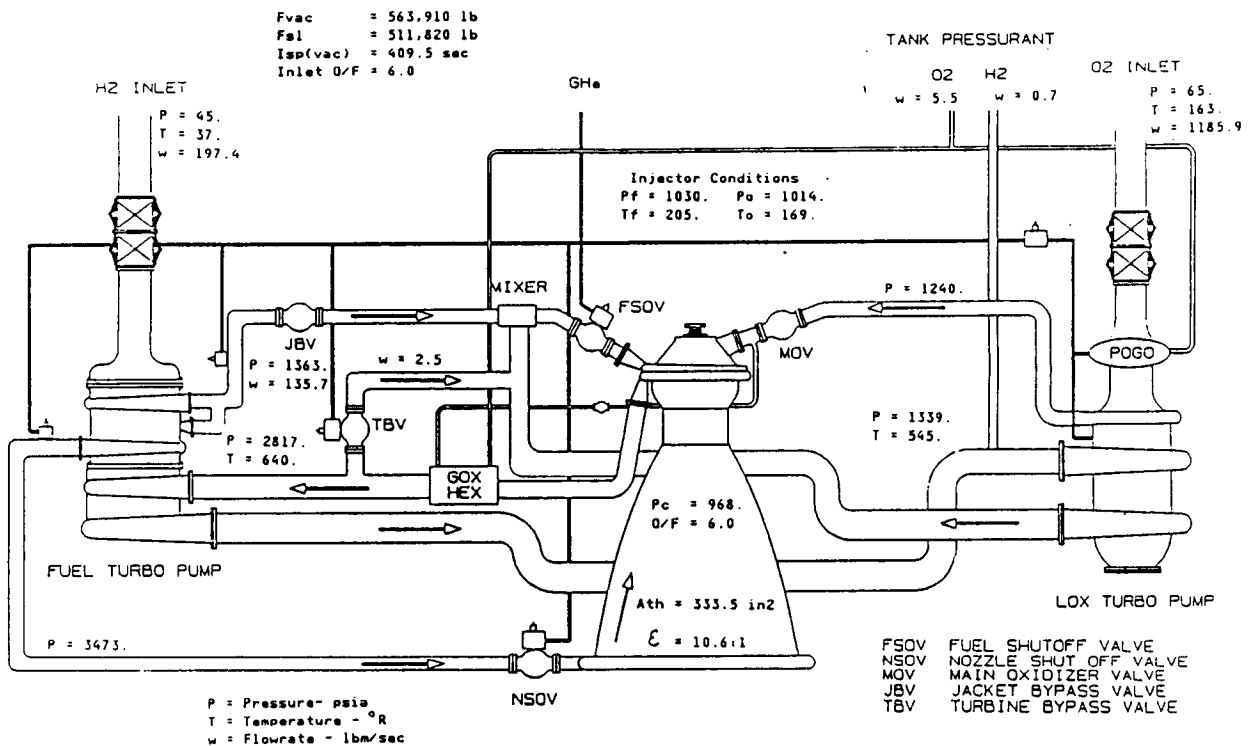 Fvac = 563,910 lb
Fsl = 511,820 lb
Isp(vac) = 409.5 sec
Inlet O/F = 6.0
TANK PRESSURANT
O2 H2
w = 5.5 w = 0.7
H2 INLET
P = 45.
T = 37.
w = 197.4
GHe
O2 INLET
P = 65.
T = 163.
w = 1185.9
Injector Conditions
Pf = 1030. Po = 1014.
Tf = 205. To = 169.
MIXER
FSOV
P = 1240.
JBV
MOV
POGO
P = 1363.
w = 135.7
w = 2.5
TBV
P = 1339.
T = 545.
P = 2817.
T = 640.
GOX
HEX
Pc = 968.
O/F = 6.0
FUEL TURBO PUMP
LOX TURBO PUMP
Ath = 333.5 in2
ε = 10.6:1
P = 3473.
NSOV
FSOV FUEL SHUTOFF VALVE
NSOV NOZZLE SHUT OFF VALVE
MOV MAIN OXIDIZER VALVE
JBV JACKET BYPASS VALVE
TBV TURBINE BYPASS VALVE
P = Pressure- psia
T = Temperature - °R
w = Flowrate - lbm/sec